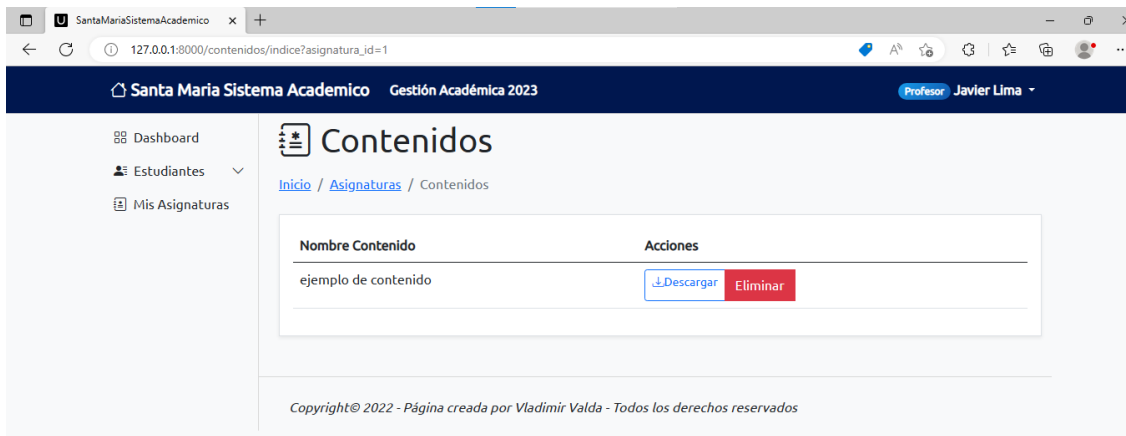 SantaMariaSistemaAcademico
127.0.0.1:8000/contenidos/indice?asignatura_id=1
Santa Maria Sistema Academico Gestión Académica 2023 Profesor Javier Lima
Dashboard
Estudiantes
Mis Asignaturas
Contenidos
Inicio / Asignaturas / Contenidos
Nombre Contenido Acciones
ejemplo de contenido Descargar Eliminar
Copyright© 2022 - Página creada por Vladimir Valda - Todos los derechos reservados